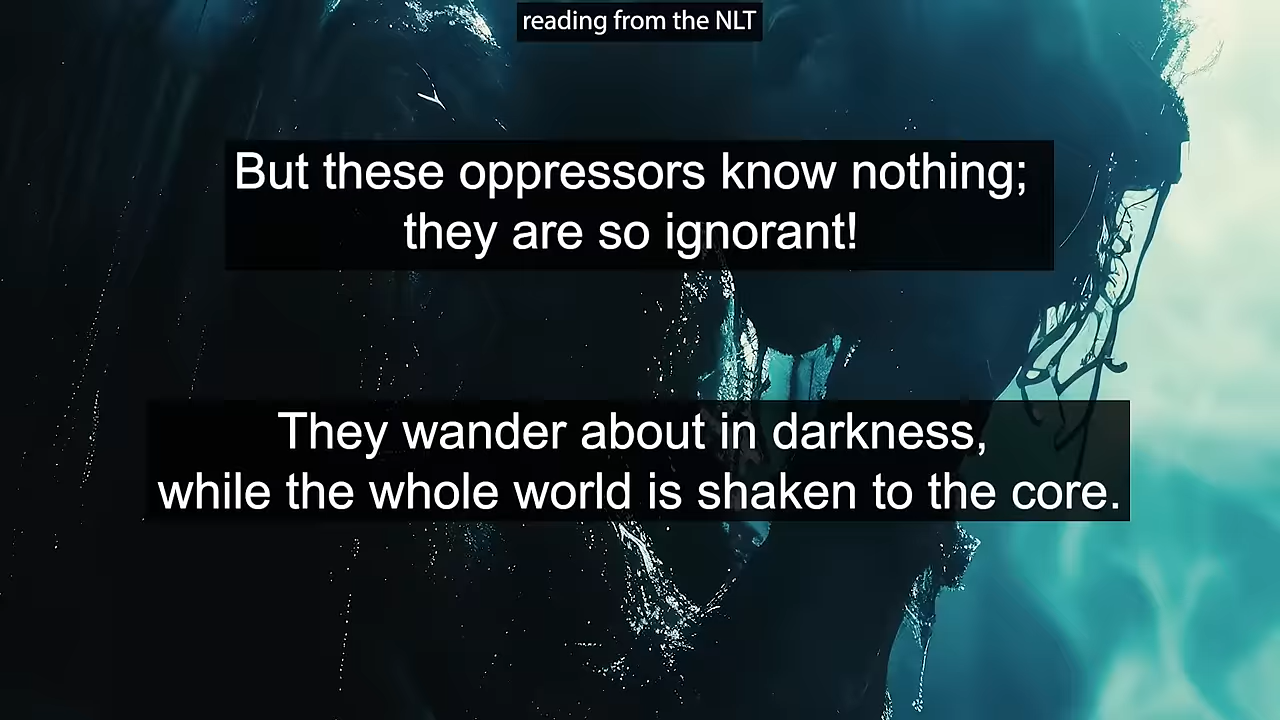 reading from the NLT
But these oppressors know nothing;
they are so ignorant!
They wander about in darkness,
while the whole world is shaken to the core.